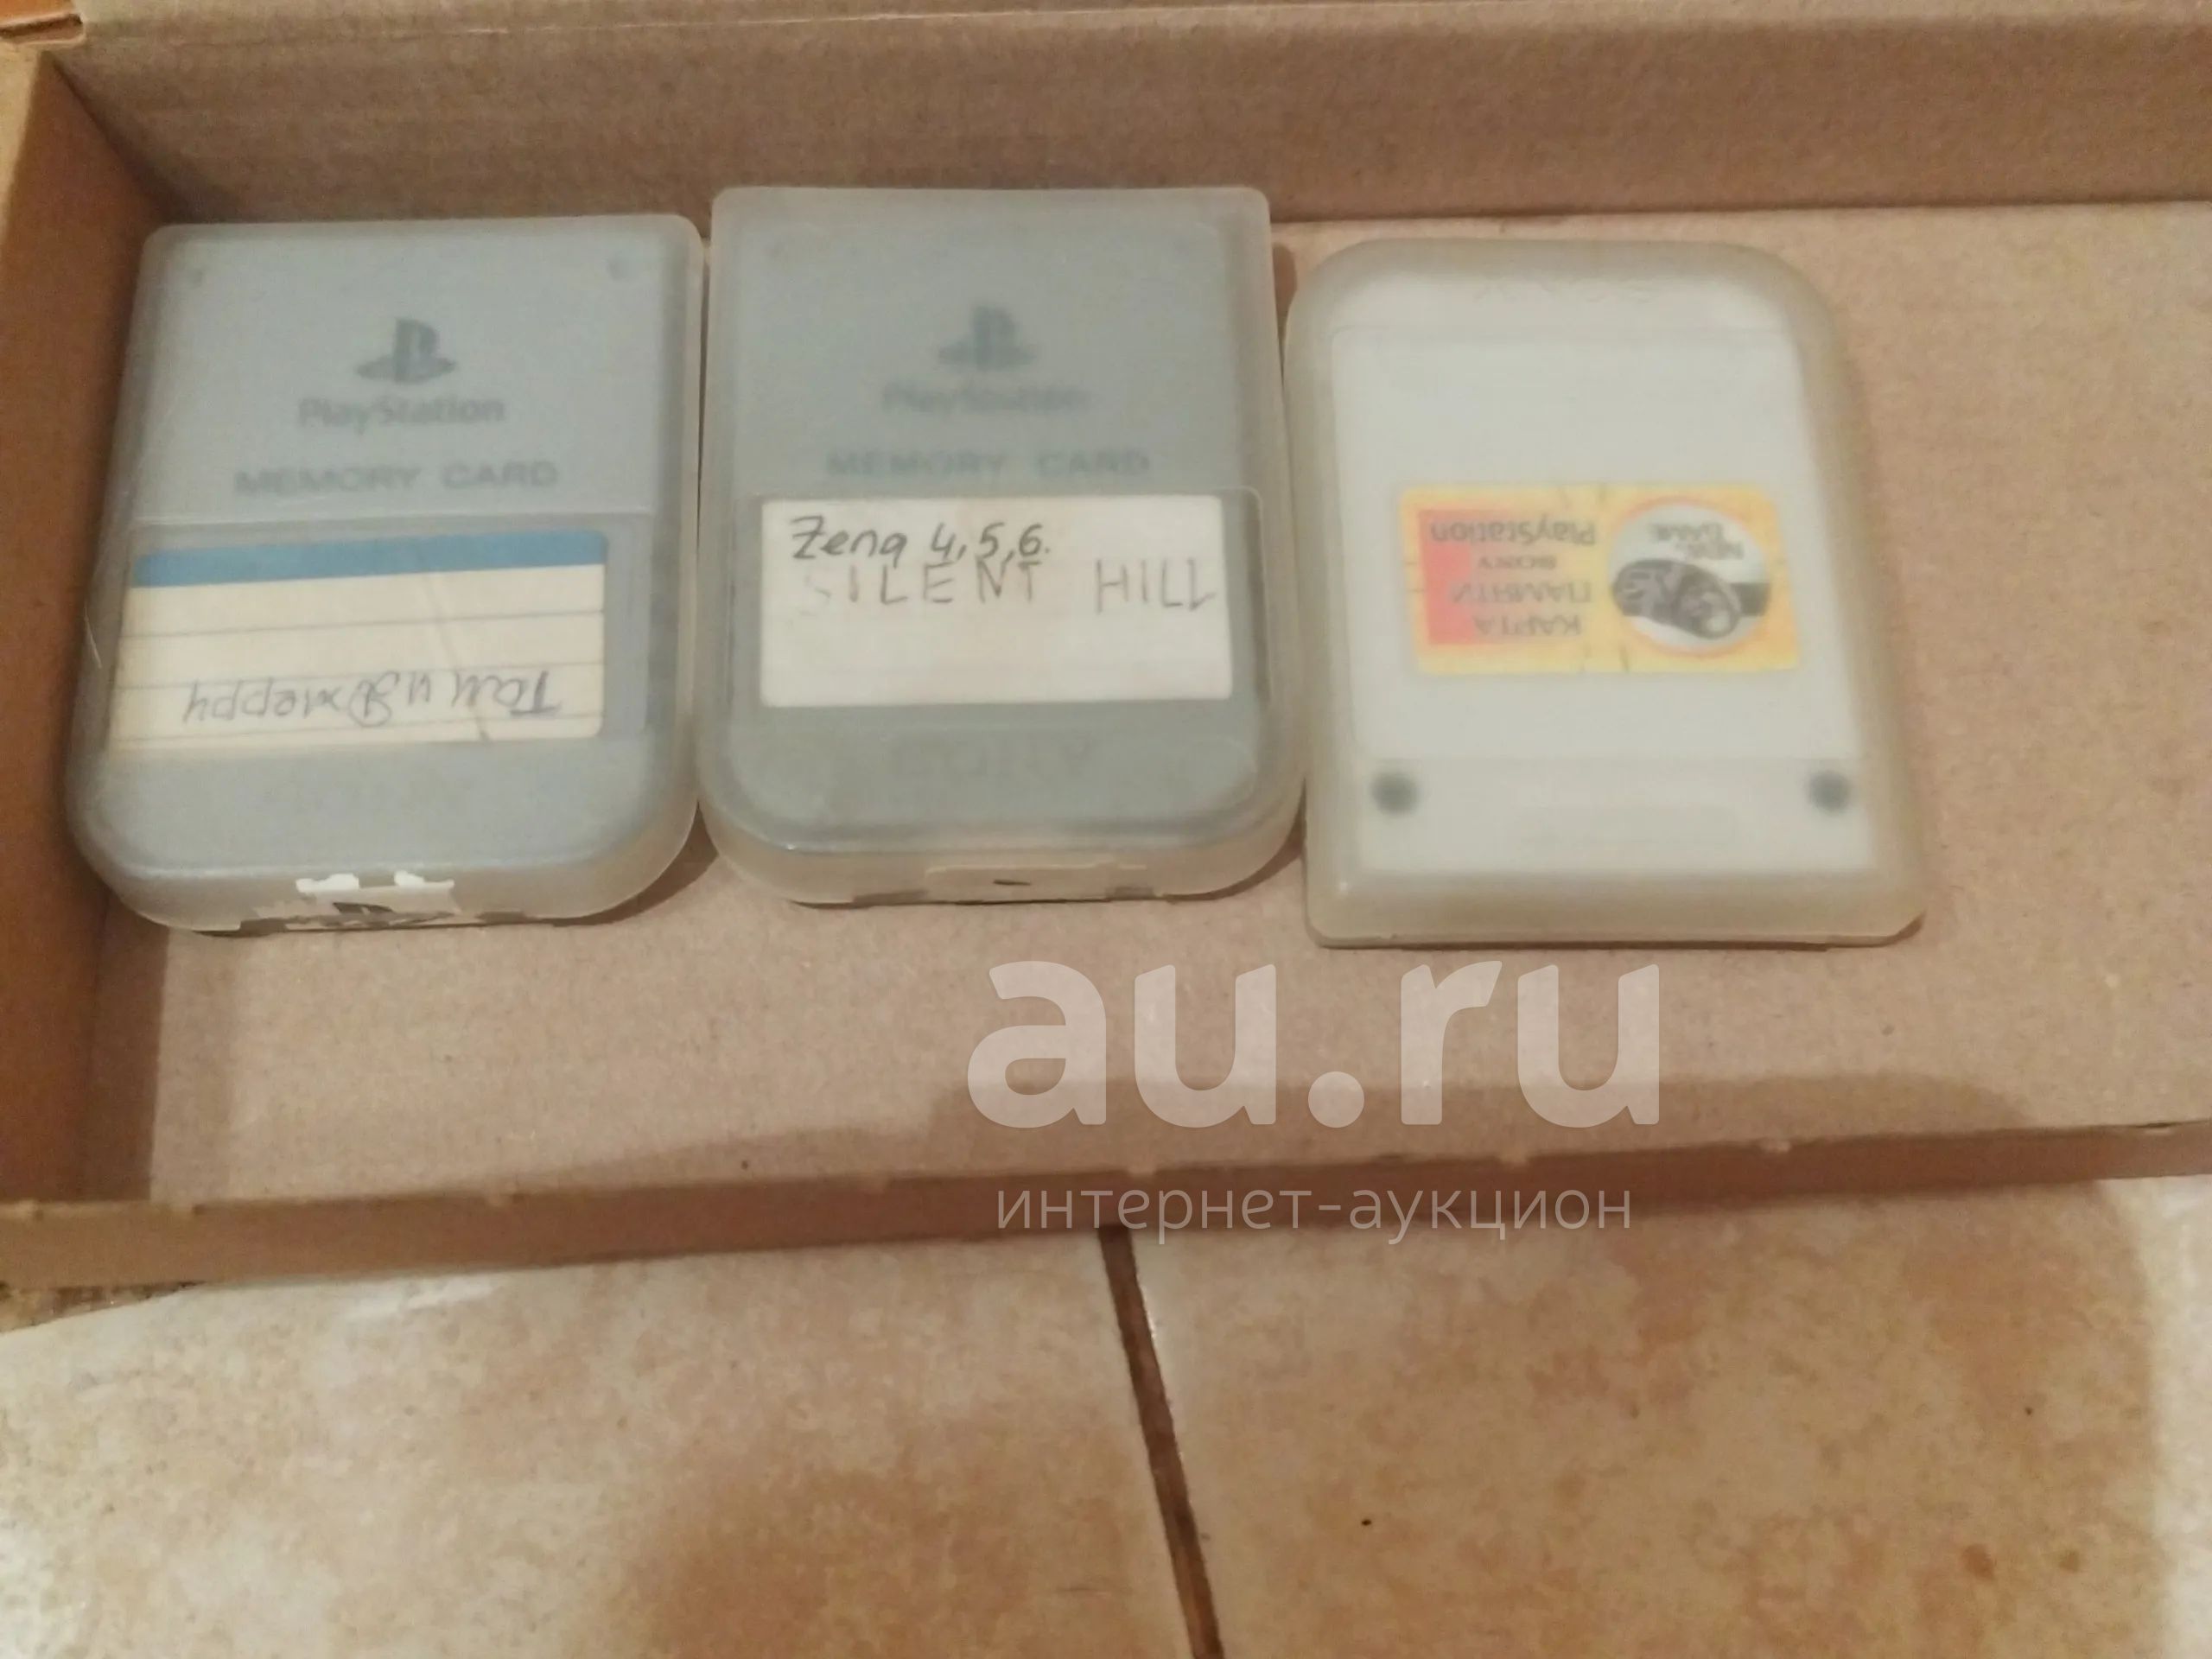 PlayStation
MEMORY CARD
Том и Джерри
PlayStation
MEMORY CARD
Zena 4,5,6.
SILENT HILL
SONY
КАРТА
ПАМЯТИ
SONY
PlayStation
au.ru
интернет-аукцион